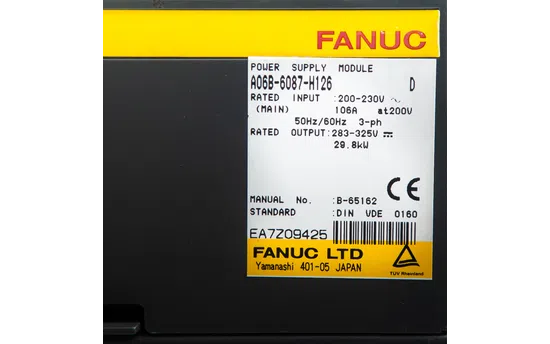 FANUC
POWER SUPPLY MODULE
A06B-6087-H126 D
RATED INPUT :200-230V ~
(MAIN) 106A at200V
50Hz/60Hz 3-ph
RATED OUTPUT:283-325V ⎓
29.8kW
MANUAL No. :B-65162
STANDARD :DIN VDE 0160
CE
EA7Z09425
FANUC LTD
Yamanashi 401-05 JAPAN
TUV Rheinland